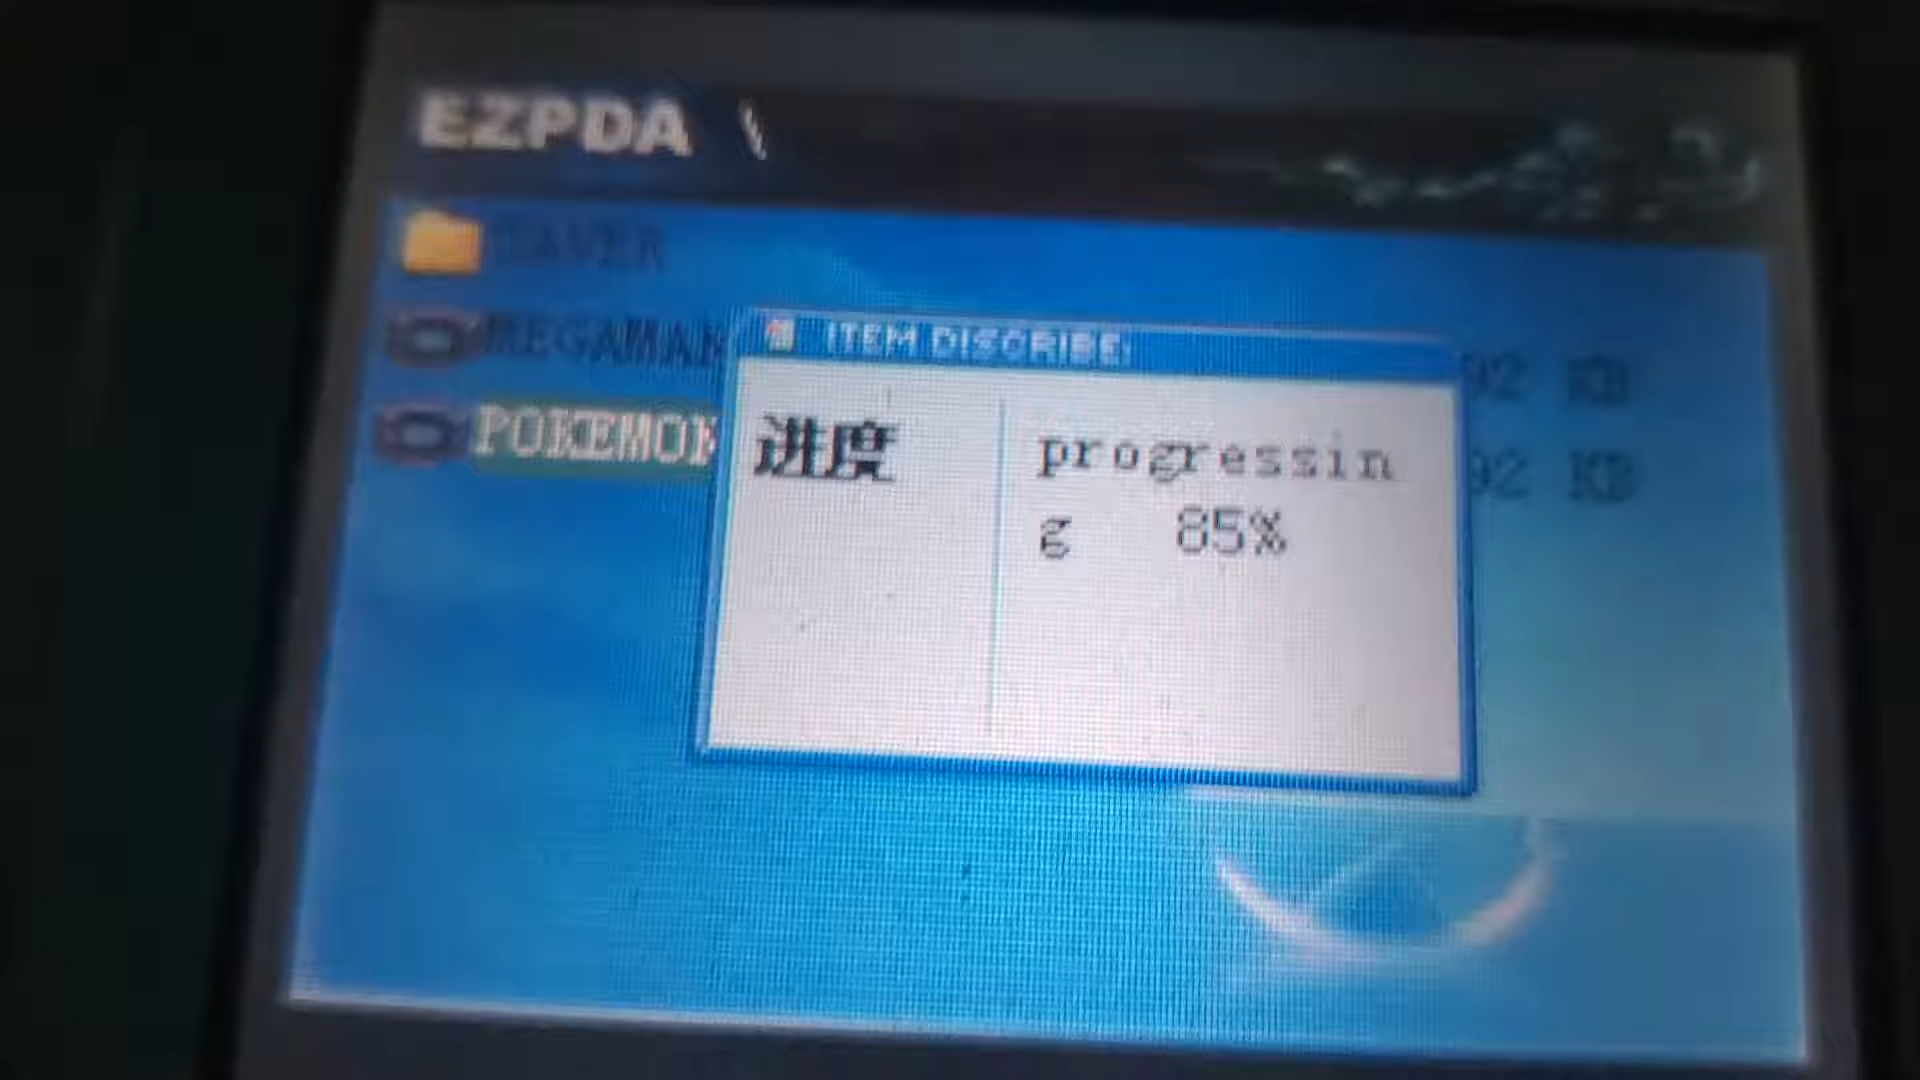 EZPDA \
SAVER
MEGAMAN
ITEM DISCRIBE:
92 KB
POKEMON
进度
progressin
92 KB
g 85%